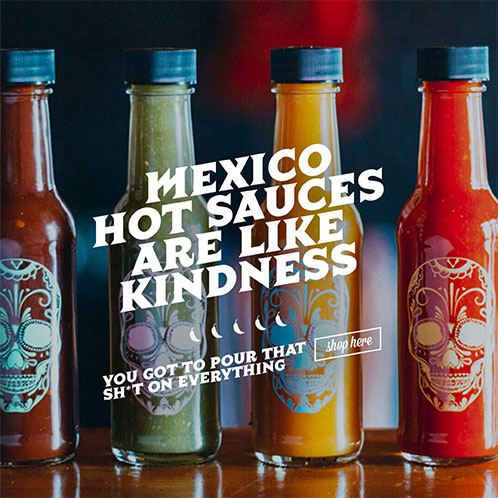 MEXICO
HOT SAUCES
ARE LIKE
KINDNESS
YOU GOT TO POUR THAT
SH*T ON EVERYTHING
shop here